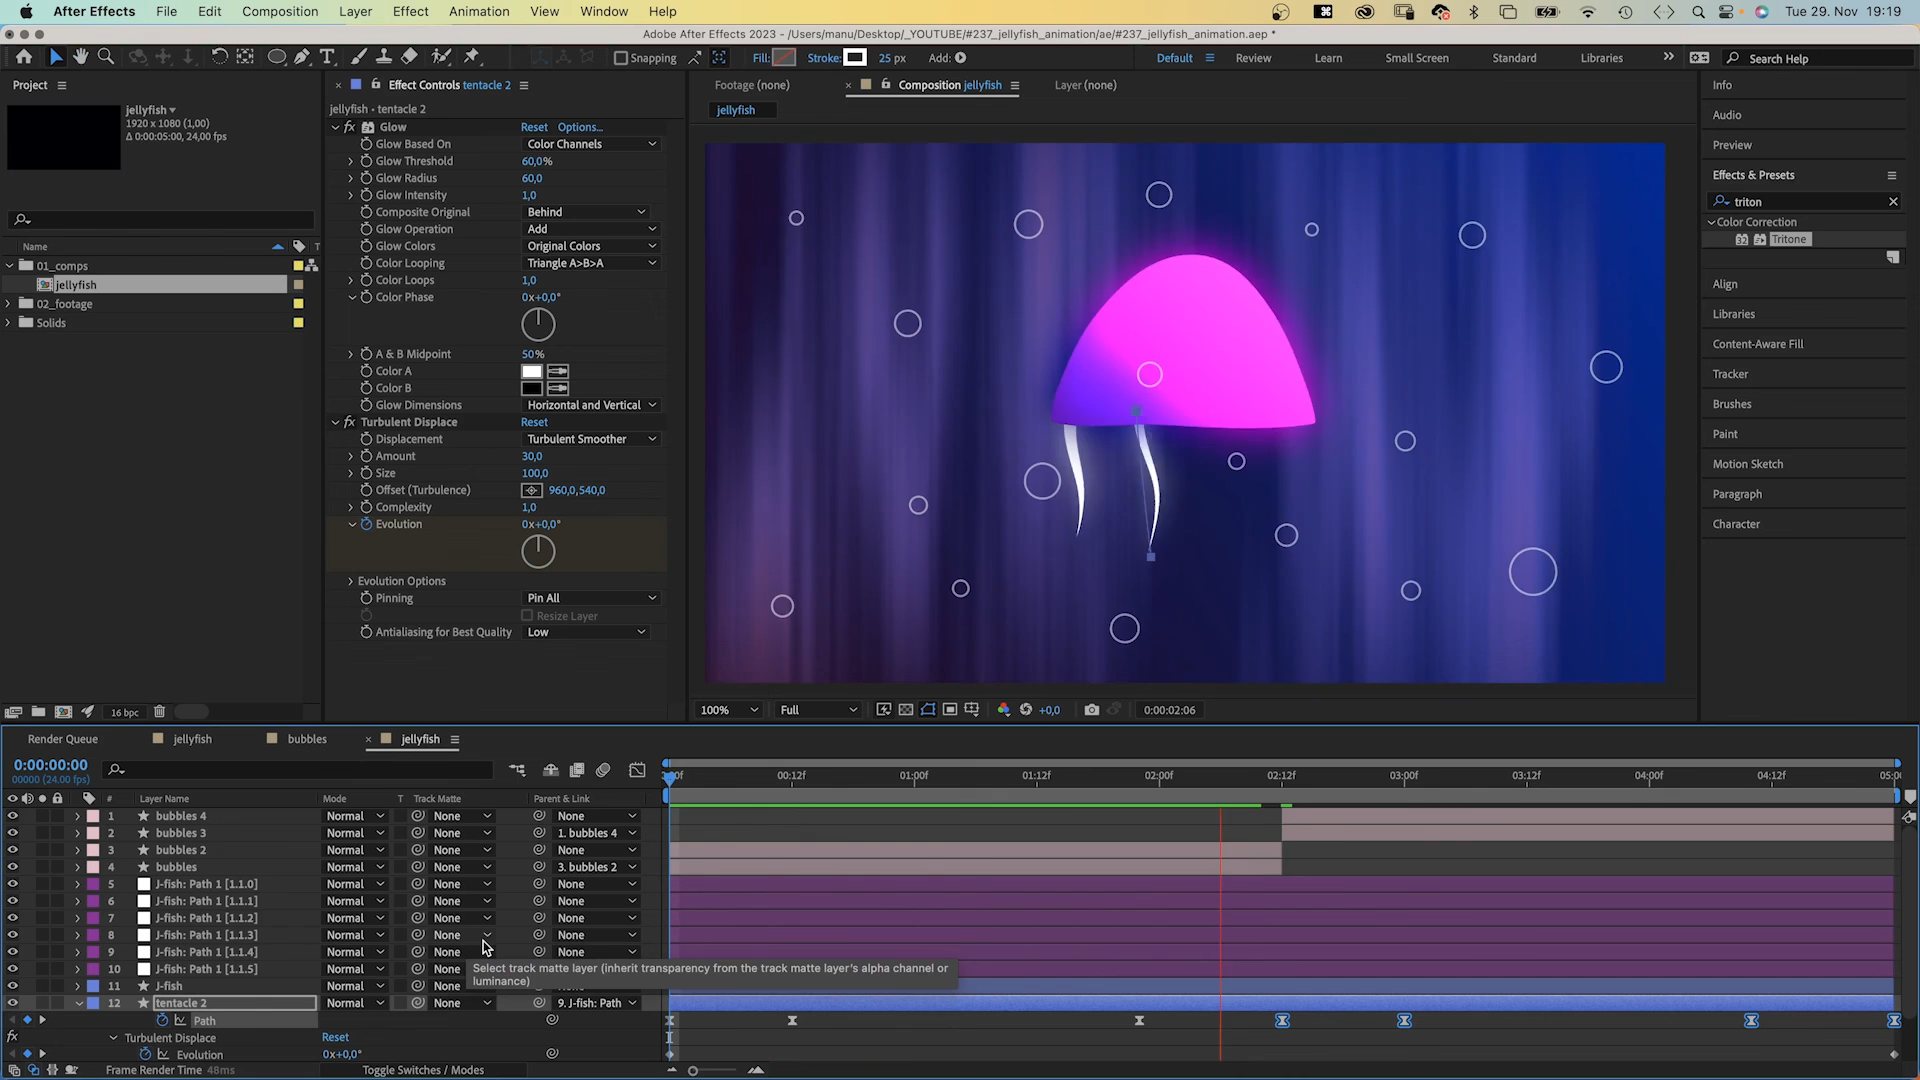 After Effects File Edit Composition Layer Effect Animation View Window Help Tue 29. Nov 19:19
Adobe After Effects 2023 - /Users/manu/Desktop/_YOUTUBE/#237_jellyfish_animation/ae/#237_jellyfish_animation.aep *
Snapping Fill: Stroke: 25 px Add: Default Review Learn Small Screen Standard Libraries Search Help
Project
jellyfish
1920 x 1080 (1,00)
Δ 0:00:05:00, 24,00 fps
Name T
01_comps
jellyfish
02_footage
Solids
16 bpc
Effect Controls tentacle 2
jellyfish • tentacle 2
fx Glow Reset Options...
Glow Based On Color Channels
Glow Threshold 60,0%
Glow Radius 60,0
Glow Intensity 1,0
Composite Original Behind
Glow Operation Add
Glow Colors Original Colors
Color Looping Triangle A>B>A
Color Loops 1,0
Color Phase 0x+0,0°
A & B Midpoint 50%
Color A
Color B
Glow Dimensions Horizontal and Vertical
fx Turbulent Displace Reset
Displacement Turbulent Smoother
Amount 30,0
Size 100,0
Offset (Turbulence) 960,0,540,0
Complexity 1,0
Evolution 0x+0,0°
Evolution Options
Pinning Pin All
Resize Layer
Antialiasing for Best Quality Low
Footage (none) Composition jellyfish Layer (none)
jellyfish
100% Full +0,0 0:00:02:06
Info
Audio
Preview
Effects & Presets
triton
Color Correction
32 Tritone
Align
Libraries
Content-Aware Fill
Tracker
Brushes
Paint
Motion Sketch
Paragraph
Character
Render Queue jellyfish bubbles jellyfish
0:00:00:00
00000 (24.00 fps)
00:12f 01:00f 01:12f 02:00f 02:12f 03:00f 03:12f 04:00f 04:12f
# Layer Name Mode T Track Matte Parent & Link
1 bubbles 4 Normal None None
2 bubbles 3 Normal None 1. bubbles 4
3 bubbles 2 Normal None None
4 bubbles Normal None 3. bubbles 2
5 J-fish: Path 1 [1.1.0] Normal None None
6 J-fish: Path 1 [1.1.1] Normal None None
7 J-fish: Path 1 [1.1.2] Normal None None
8 J-fish: Path 1 [1.1.3] Normal None None
9 J-fish: Path 1 [1.1.4] Normal None None
10 J-fish: Path 1 [1.1.5] Normal None
Select track matte layer (inherit transparency from the track matte layer's alpha channel or
luminance)
11 J-fish Normal None
12 tentacle 2 Normal None 9. J-fish: Path
Path
fx Turbulent Displace Reset
Evolution 0x+0,0°
Frame Render Time 48ms Toggle Switches / Modes